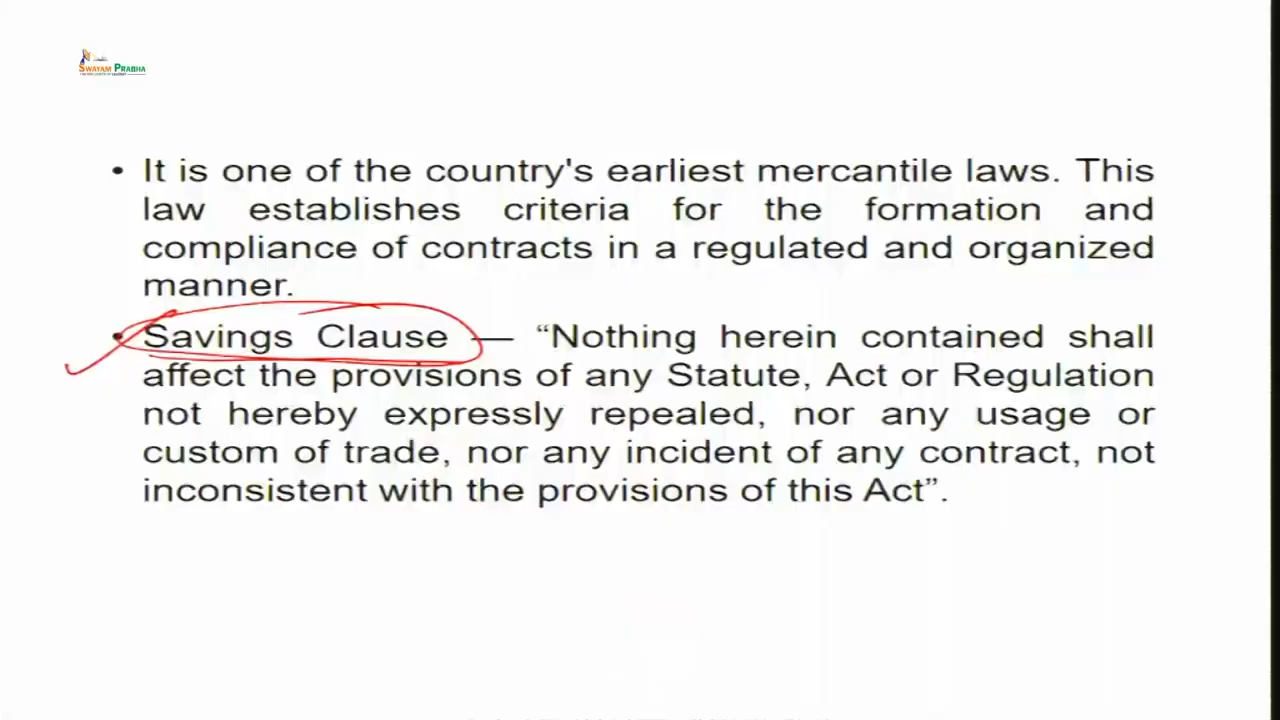 SWAYAM PRABHA
• It is one of the country's earliest mercantile laws. This
law establishes criteria for the formation and
compliance of contracts in a regulated and organized
manner.
• Savings Clause — “Nothing herein contained shall
affect the provisions of any Statute, Act or Regulation
not hereby expressly repealed, nor any usage or
custom of trade, nor any incident of any contract, not
inconsistent with the provisions of this Act”.